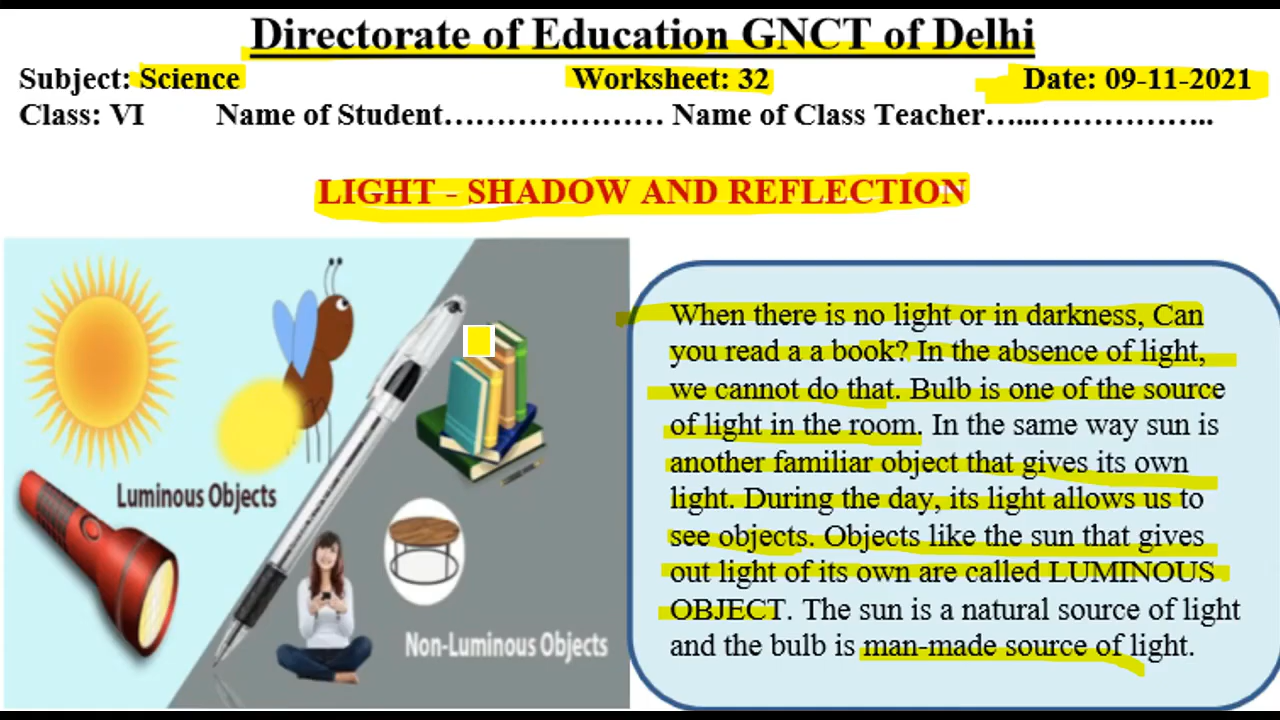 Directorate of Education GNCT of Delhi
Subject: Science Worksheet: 32 Date: 09-11-2021
Class: VI Name of Student…………………. Name of Class Teacher…...……………..
LIGHT - SHADOW AND REFLECTION
Luminous Objects
Non-Luminous Objects
When there is no light or in darkness, Can
you read a a book? In the absence of light,
we cannot do that. Bulb is one of the source
of light in the room. In the same way sun is
another familiar object that gives its own
light. During the day, its light allows us to
see objects. Objects like the sun that gives
out light of its own are called LUMINOUS
OBJECT. The sun is a natural source of light
and the bulb is man-made source of light.